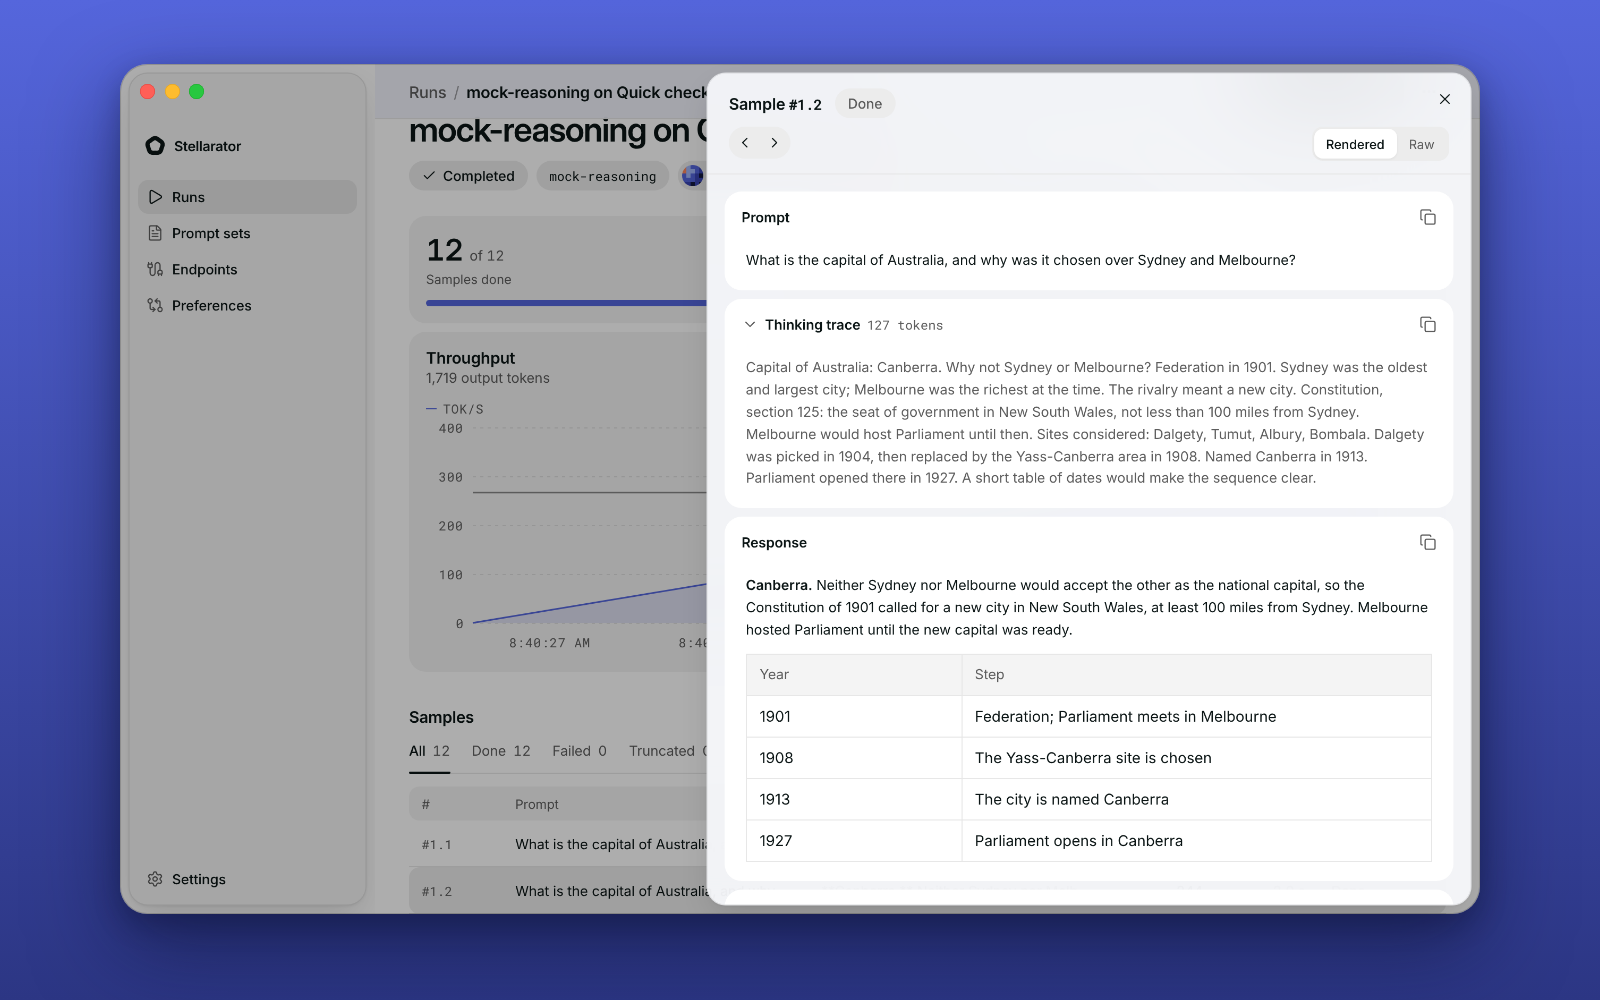 Stellarator
Runs
Prompt sets
Endpoints
Preferences
Settings
Runs / mock-reasoning on Quick check
mock-reasoning on
Completed
mock-reasoning
12 of 12
Samples done
Throughput
1,719 output tokens
TOK/S
400
300
200
100
0
8:40:27 AM
8:40
Samples
All 12
Done 12
Failed 0
Truncated
#
Prompt
#1.1
What is the capital of Australi
#1.2
What is the capital of Australi
Sample #1.2
Done
Rendered
Raw
Prompt
What is the capital of Australia, and why was it chosen over Sydney and Melbourne?
Thinking trace 127 tokens
Capital of Australia: Canberra. Why not Sydney or Melbourne? Federation in 1901. Sydney was the oldest
and largest city; Melbourne was the richest at the time. The rivalry meant a new city. Constitution,
section 125: the seat of government in New South Wales, not less than 100 miles from Sydney.
Melbourne would host Parliament until then. Sites considered: Dalgety, Tumut, Albury, Bombala. Dalgety
was picked in 1904, then replaced by the Yass-Canberra area in 1908. Named Canberra in 1913.
Parliament opened there in 1927. A short table of dates would make the sequence clear.
Response
Canberra. Neither Sydney nor Melbourne would accept the other as the national capital, so the
Constitution of 1901 called for a new city in New South Wales, at least 100 miles from Sydney. Melbourne
hosted Parliament until the new capital was ready.
Year
Step
1901
Federation; Parliament meets in Melbourne
1908
The Yass-Canberra site is chosen
1913
The city is named Canberra
1927
Parliament opens in Canberra